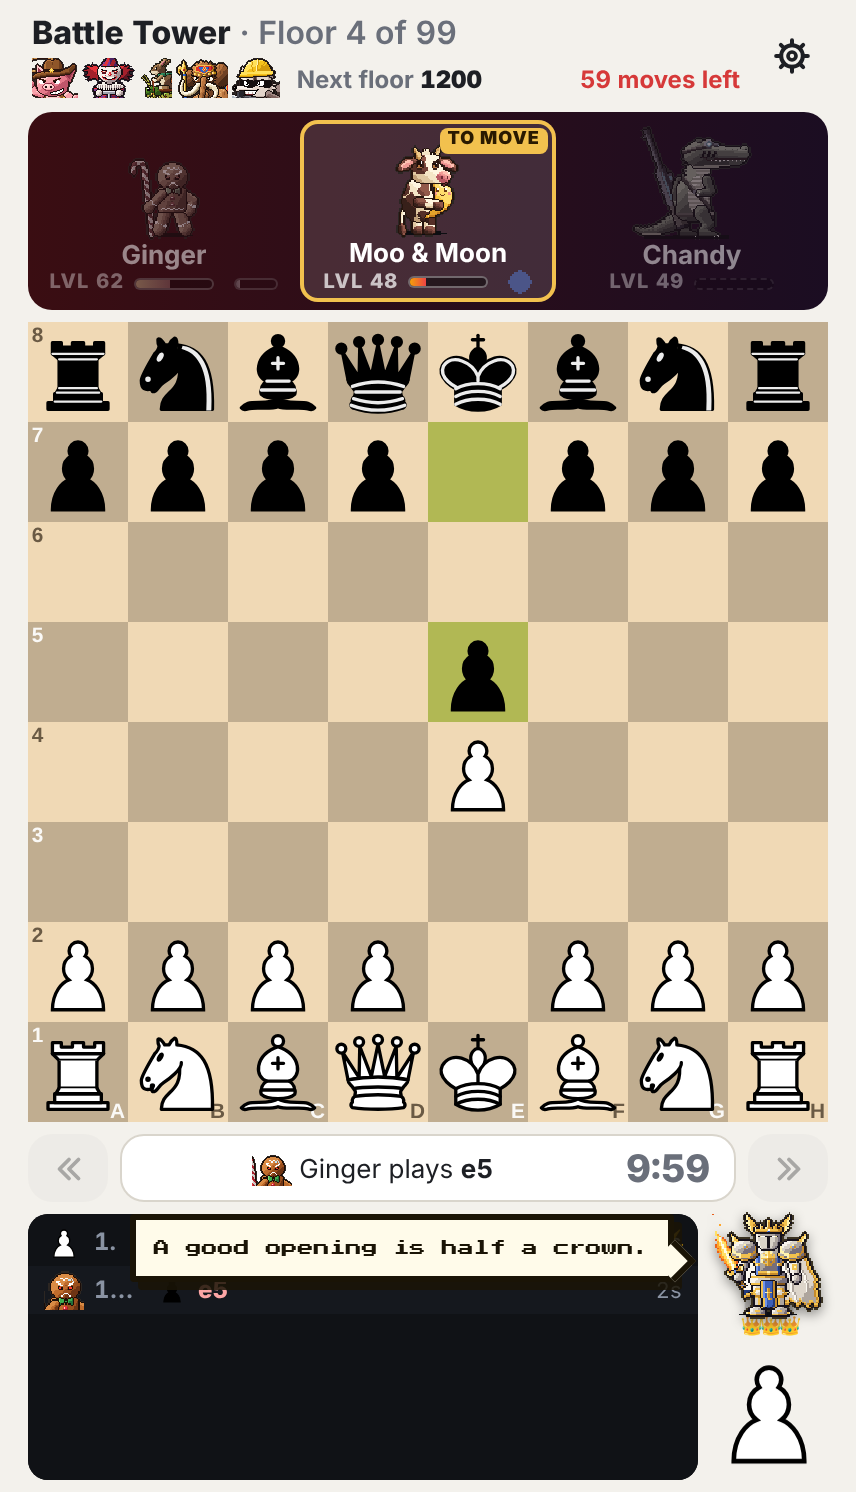 Battle Tower · Floor 4 of 99
Next floor 1200
59 moves left
TO MOVE
Ginger
Moo & Moon
Chandy
LVL 62
LVL 48
LVL 49
8
7
6
5
4
3
2
1
A B C D E F G H
« Ginger plays e5 9:59 »
1.
A good opening is half a crown.
1... e5 2s